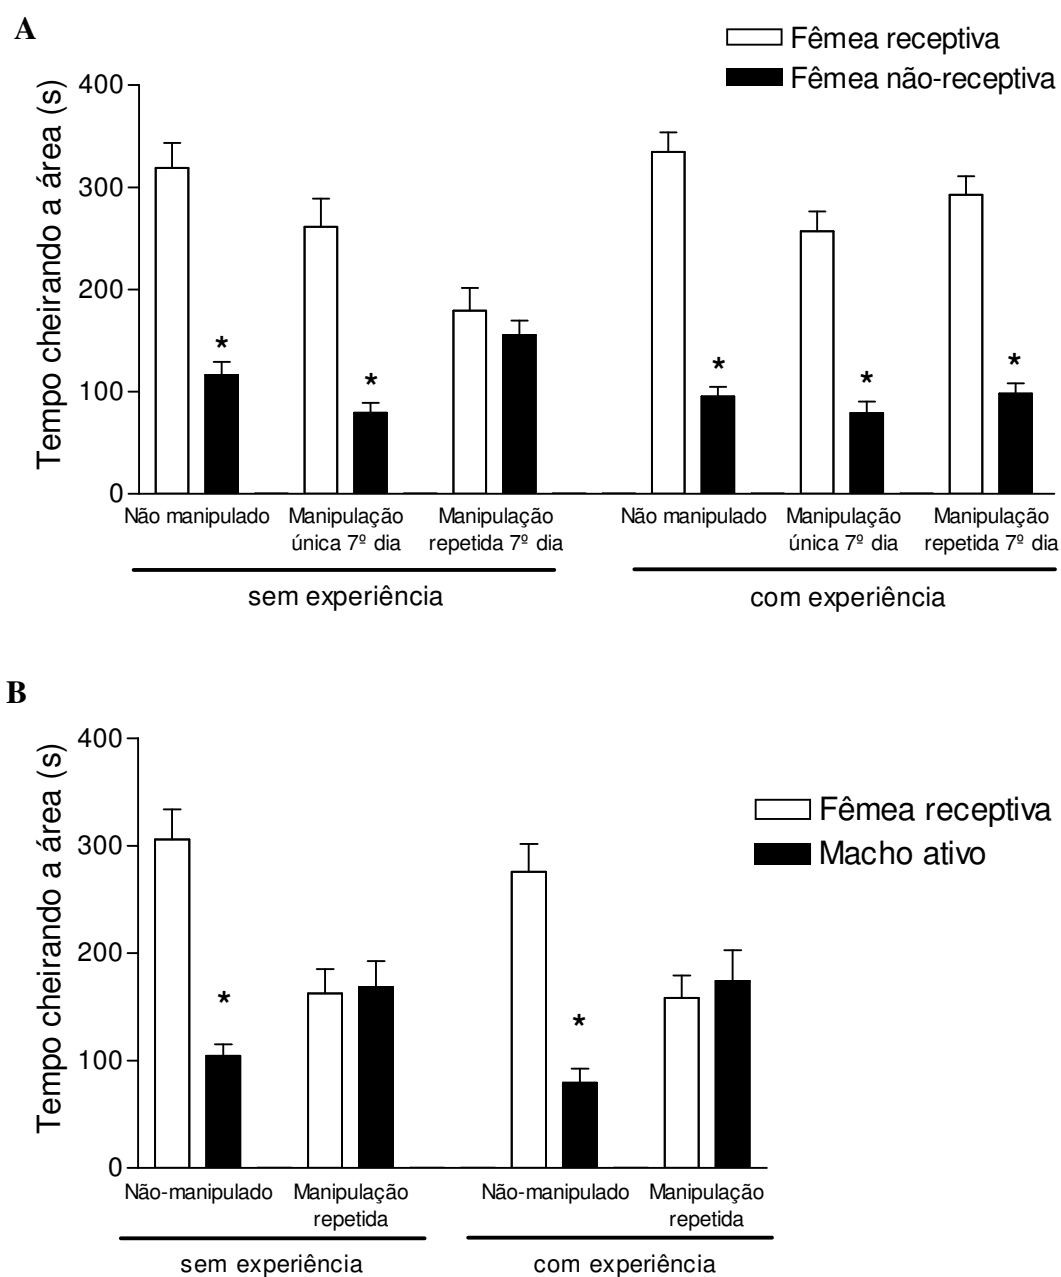 A
Fêmea receptiva
Fêmea não-receptiva
Tempo cheirando a área (s)
400
300
200
100
0
* * * * *
Não manipulado Manipulação única 7º dia Manipulação repetida 7º dia Não manipulado Manipulação única 7º dia Manipulação repetida 7º dia
sem experiência com experiência
B
Fêmea receptiva
Macho ativo
Tempo cheirando a área (s)
400
300
200
100
0
* *
Não-manipulado Manipulação repetida Não-manipulado Manipulação repetida
sem experiência com experiência